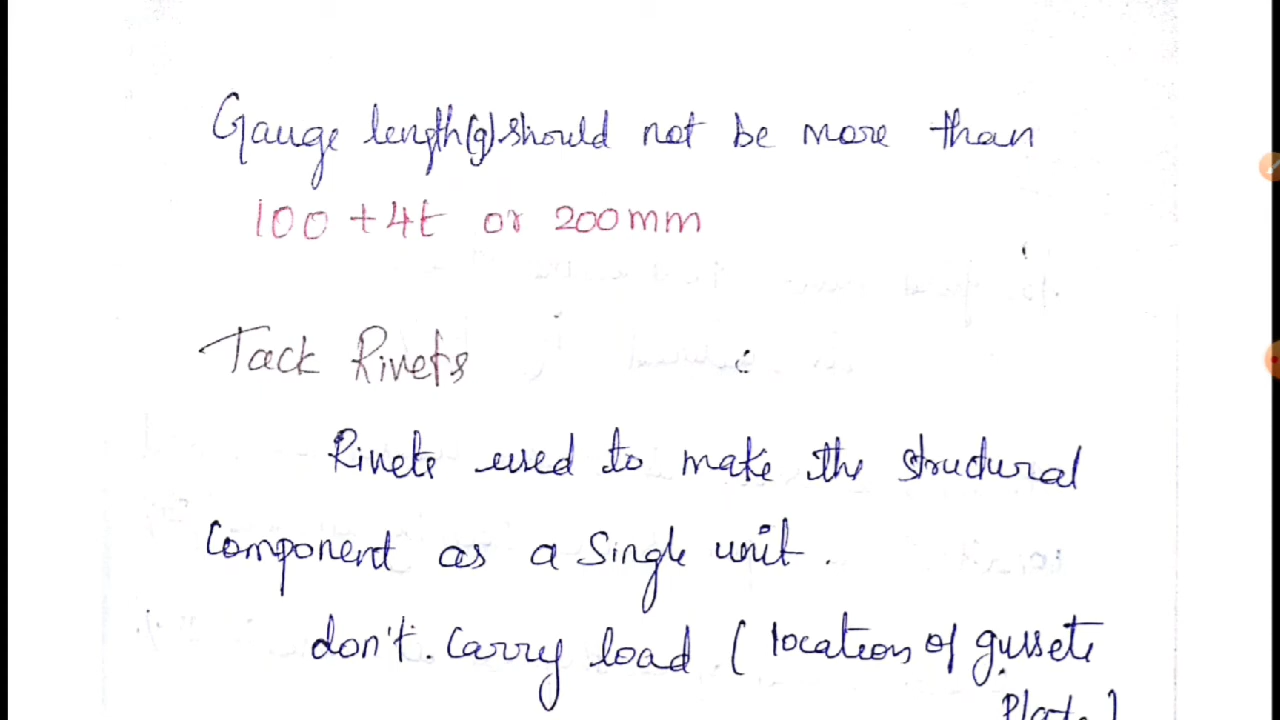 Gauge length(g) should not be more than
100 + 4t or 200mm
Tack Rivets
Rivets used to make the structural
Component as a Single unit.
don't. Carry load ( location of gussets
Plate)